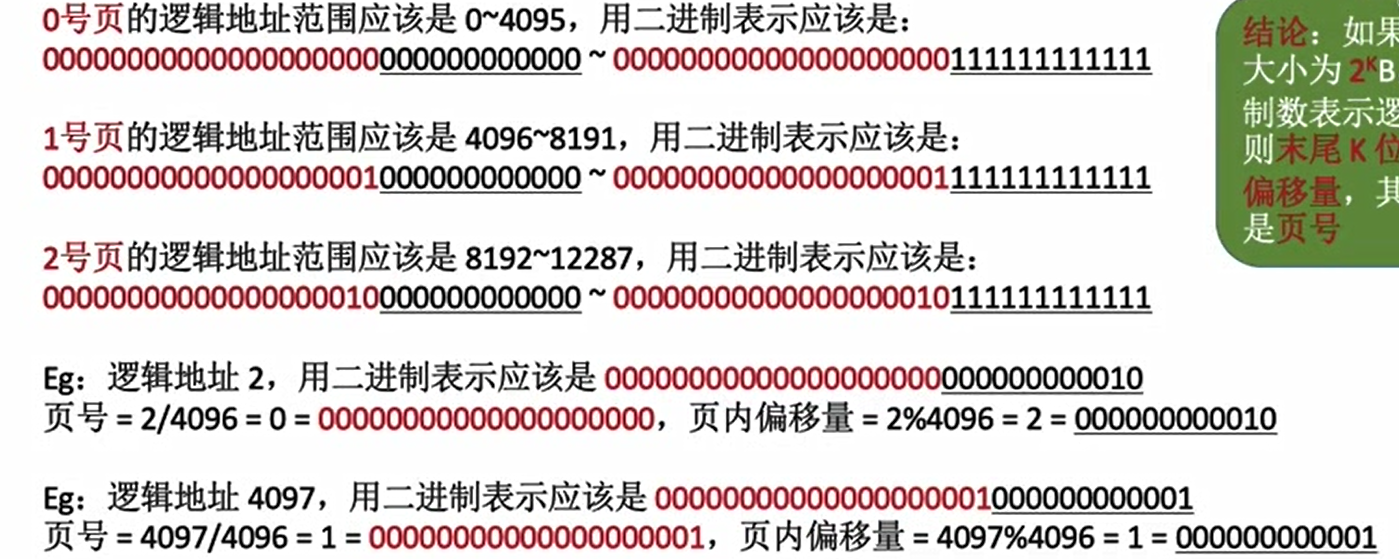 0号页的逻辑地址范围应该是 0~4095，用二进制表示应该是：
00000000000000000000000000000000 ~ 00000000000000000000111111111111
1号页的逻辑地址范围应该是 4096~8191，用二进制表示应该是：
00000000000000000001000000000000 ~ 00000000000000000001111111111111
2号页的逻辑地址范围应该是 8192~12287，用二进制表示应该是：
00000000000000000010000000000000 ~ 00000000000000000010111111111111
Eg：逻辑地址 2，用二进制表示应该是 00000000000000000000000000000010
页号 = 2/4096 = 0 = 00000000000000000000，页内偏移量 = 2%4096 = 2 = 000000000010
Eg：逻辑地址 4097，用二进制表示应该是 00000000000000000001000000000001
页号 = 4097/4096 = 1 = 00000000000000000001，页内偏移量 = 4097%4096 = 1 = 000000000001
结论：如果
大小为 2ᴷB
制数表示逻
则末尾 K 位
偏移量，其
是页号